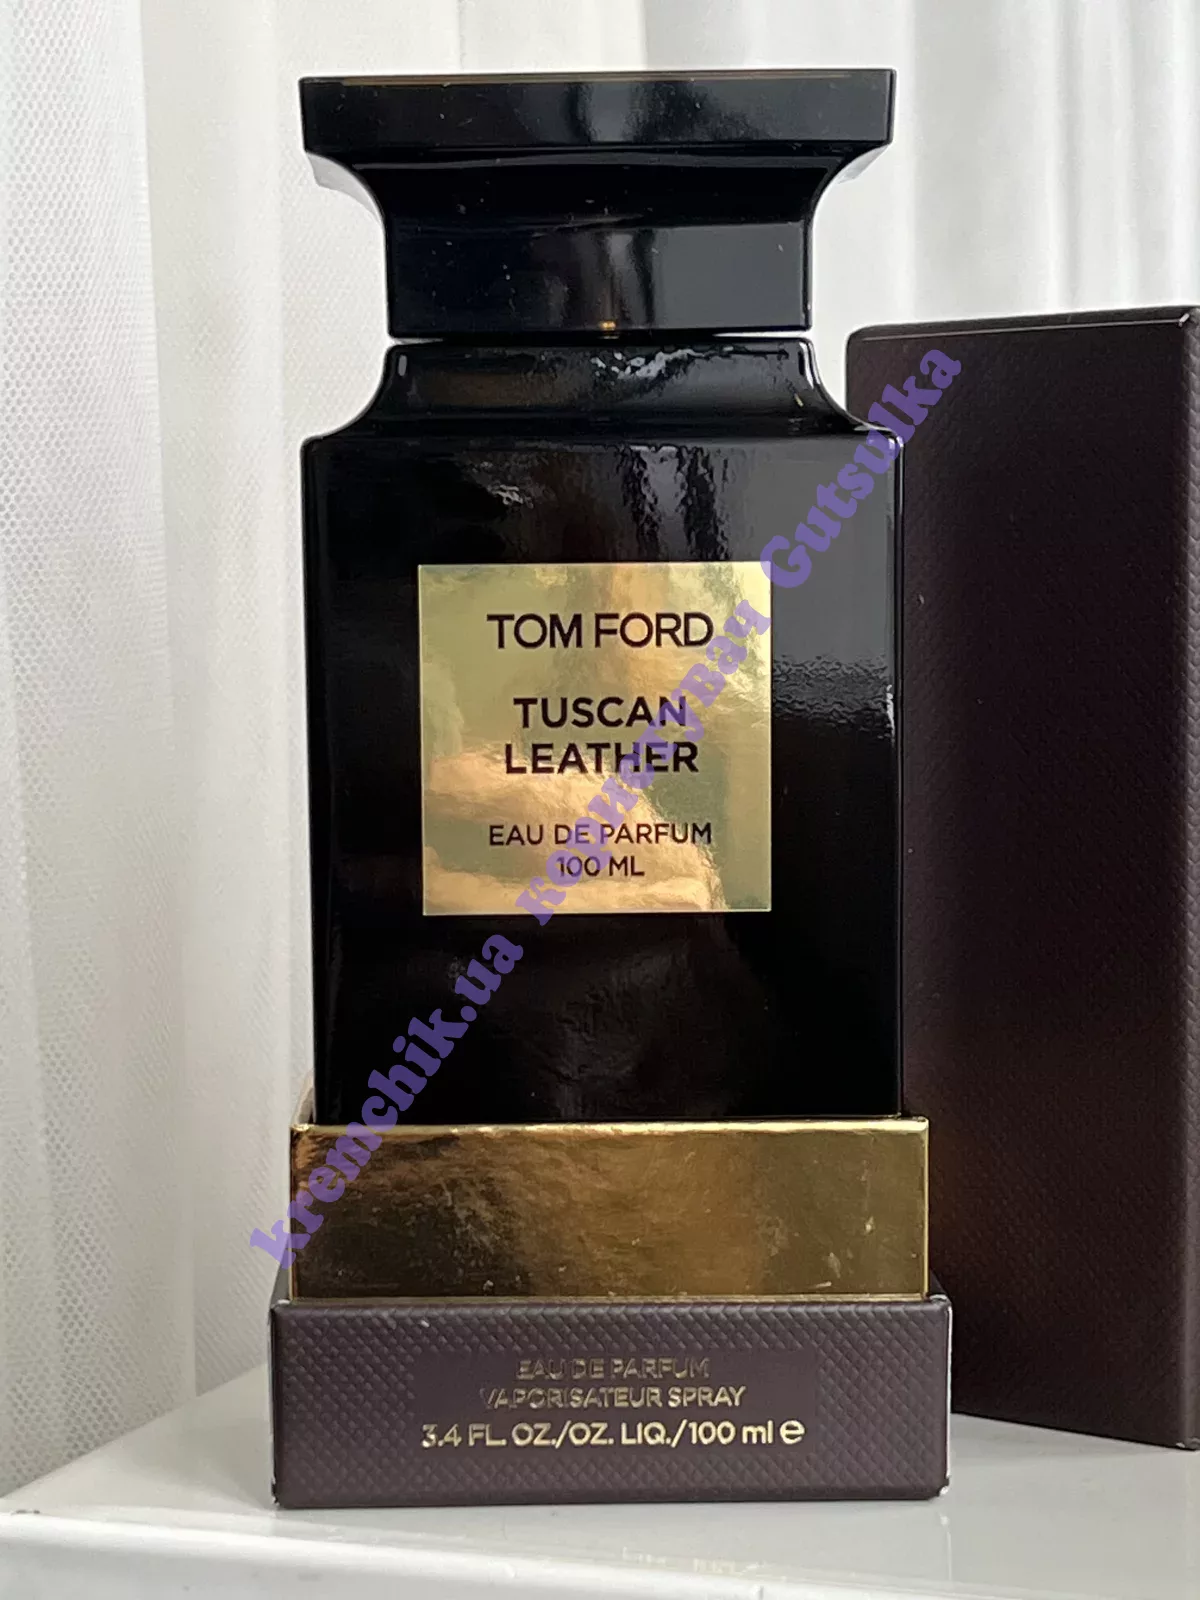 TOM FORD
TUSCAN
LEATHER
EAU DE PARFUM
100 ML
kremchik.ua користувач Gutsulka
EAU DE PARFUM
VAPORISATEUR SPRAY
3.4 FL. OZ./OZ. LIQ./100 ml e